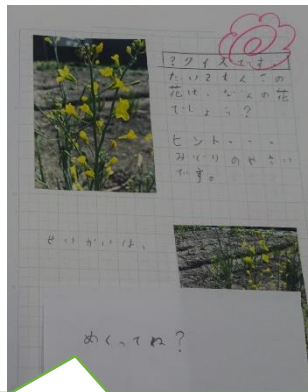 ?クイズです
花は、なんの花
でしょう?
ヒント・・・
みどりのやさい
です。
せいかいは、
めくってね?